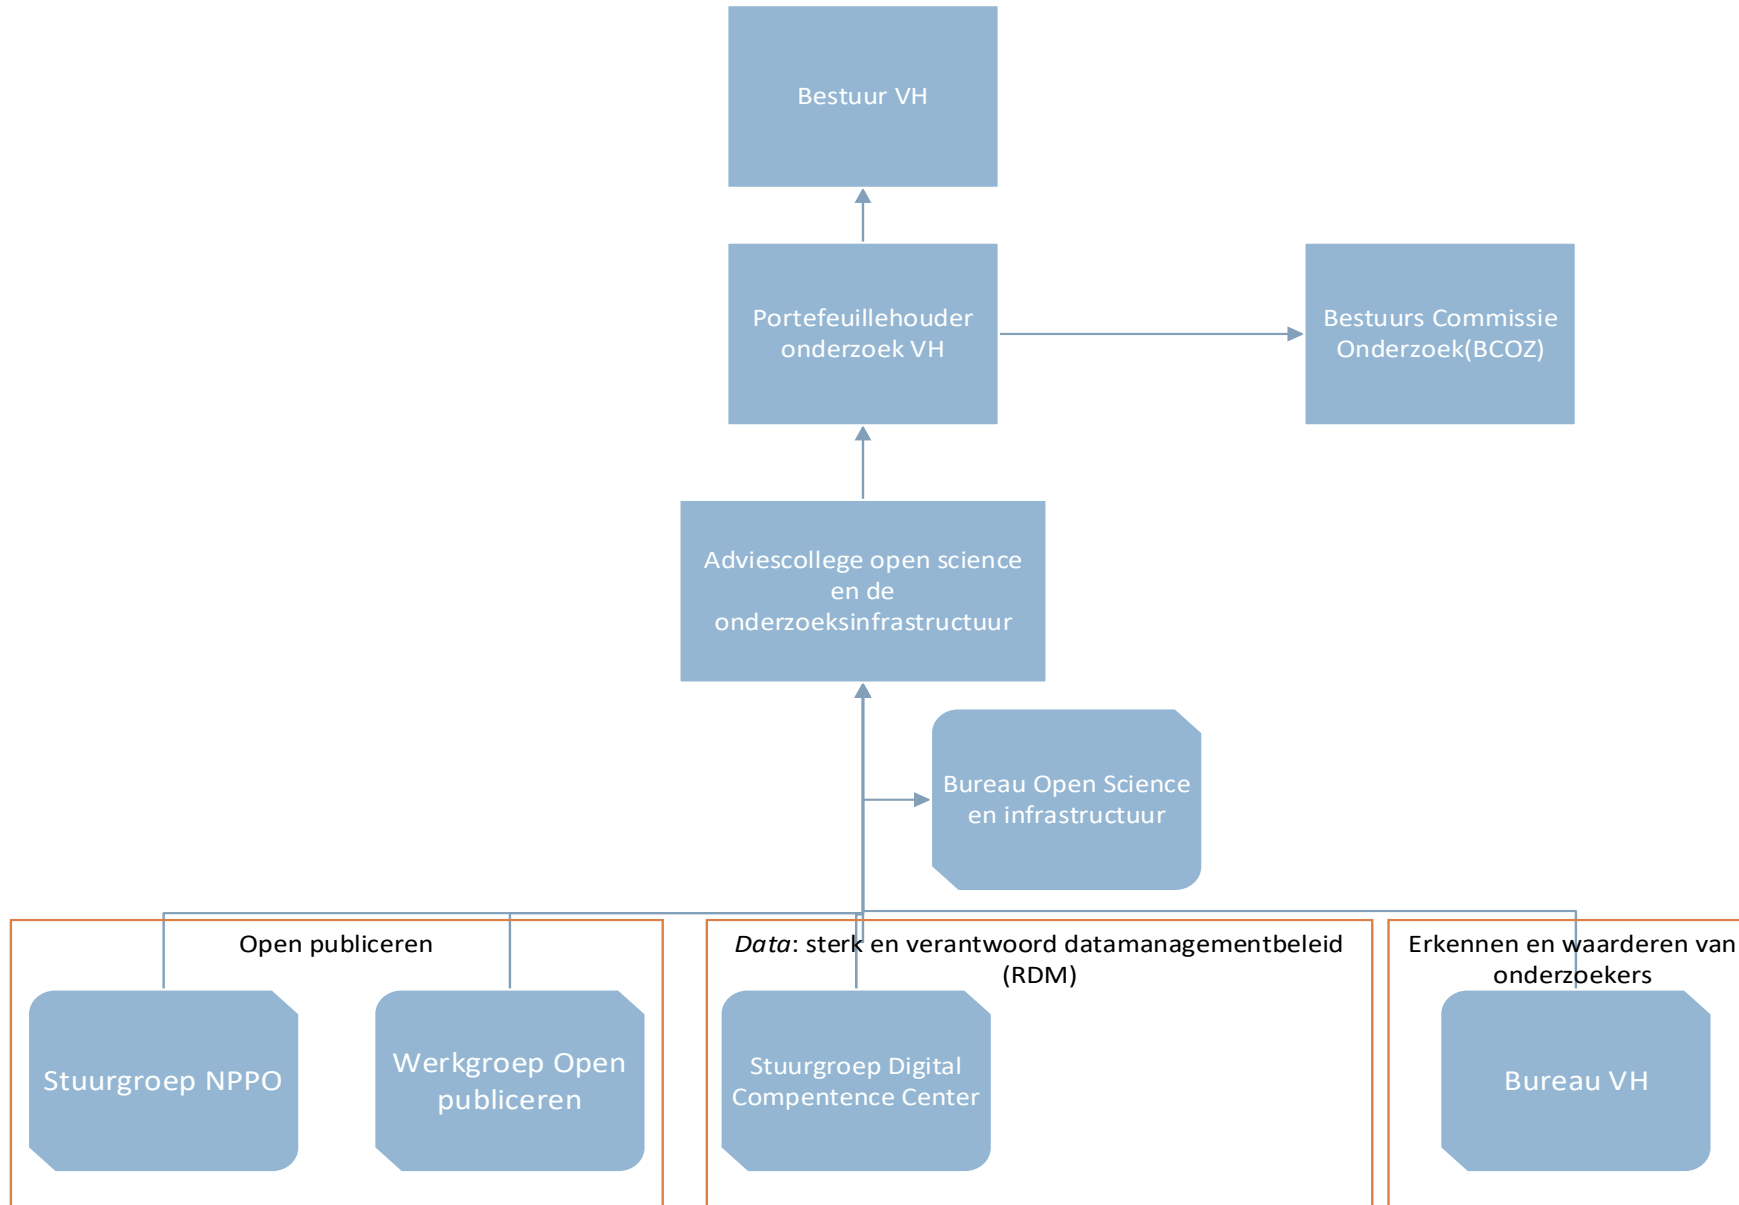 Bestuur VH
Portefeuillehouder
onderzoek VH
Bestuurs Commissie
Onderzoek(BCOZ)
Adviescollege open science
en de
onderzoeksinfrastructuur
Bureau Open Science
en infrastructuur
Open publiceren
Data: sterk en verantwoord datamanagementbeleid
(RDM)
Erkennen en waarderen van
onderzoekers
Stuurgroep NPPO
Werkgroep Open
publiceren
Stuurgroep Digital
Compentence Center
Bureau VH